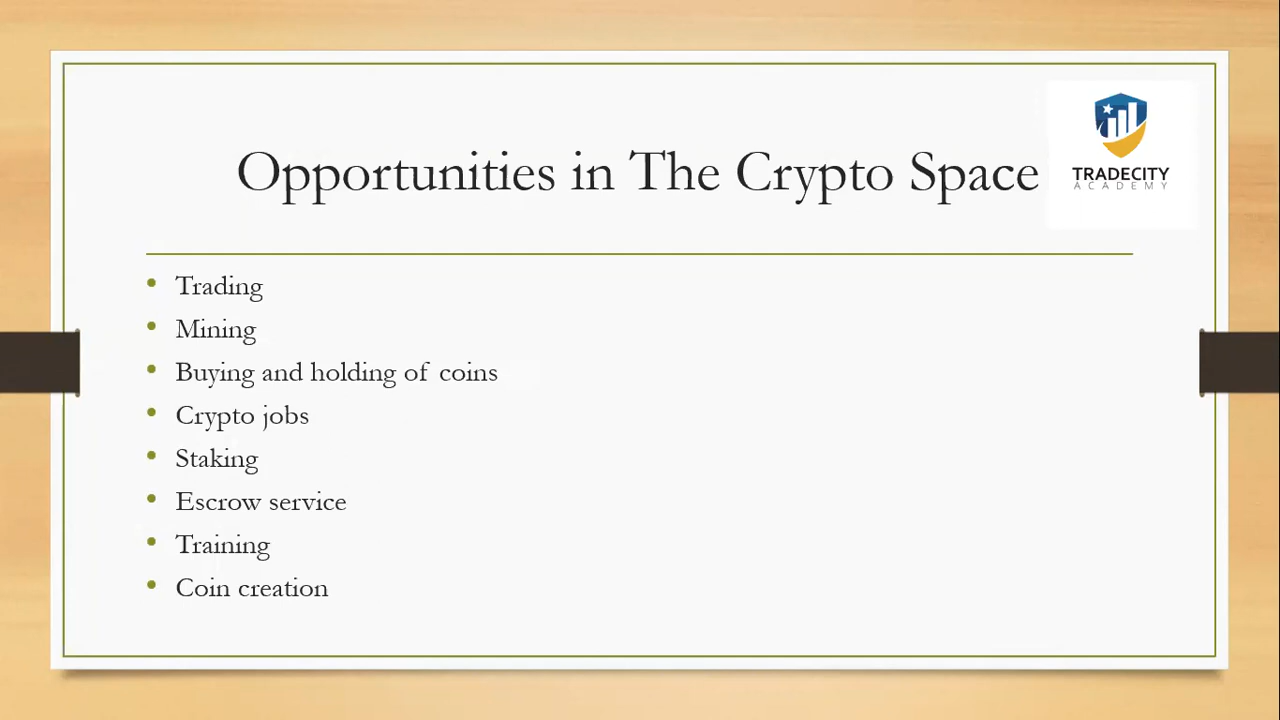 Opportunities in The Crypto Space
TRADECITY
ACADEMY
• Trading
• Mining
• Buying and holding of coins
• Crypto jobs
• Staking
• Escrow service
• Training
• Coin creation